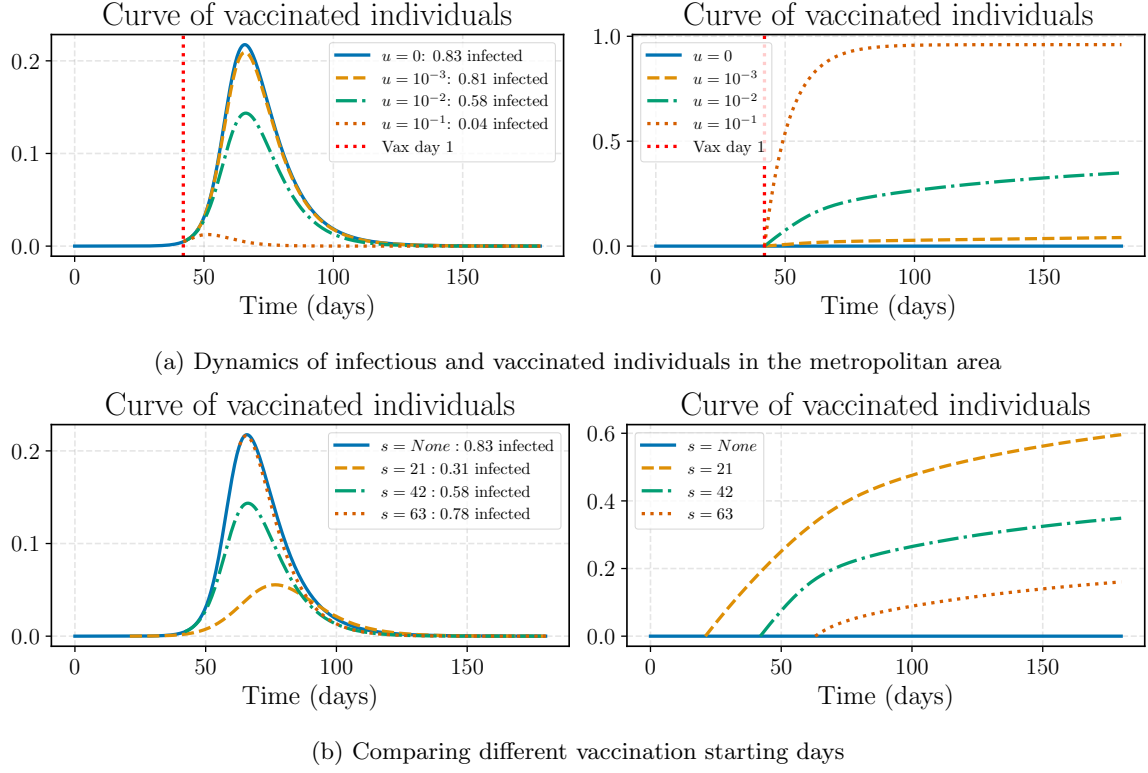 Curve of vaccinated individuals
0.2
0.1
0.0
u = 0: 0.83 infected
u = 10⁻³: 0.81 infected
u = 10⁻²: 0.58 infected
u = 10⁻¹: 0.04 infected
Vax day 1
0
50
100
150
Time (days)
Curve of vaccinated individuals
1.0
0.5
0.0
u = 0
u = 10⁻³
u = 10⁻²
u = 10⁻¹
Vax day 1
0
50
100
150
Time (days)
(a) Dynamics of infectious and vaccinated individuals in the metropolitan area
Curve of vaccinated individuals
0.2
0.1
0.0
s = None : 0.83 infected
s = 21 : 0.31 infected
s = 42 : 0.58 infected
s = 63 : 0.78 infected
0
50
100
150
Time (days)
Curve of vaccinated individuals
0.6
0.4
0.2
0.0
s = None
s = 21
s = 42
s = 63
0
50
100
150
Time (days)
(b) Comparing different vaccination starting days